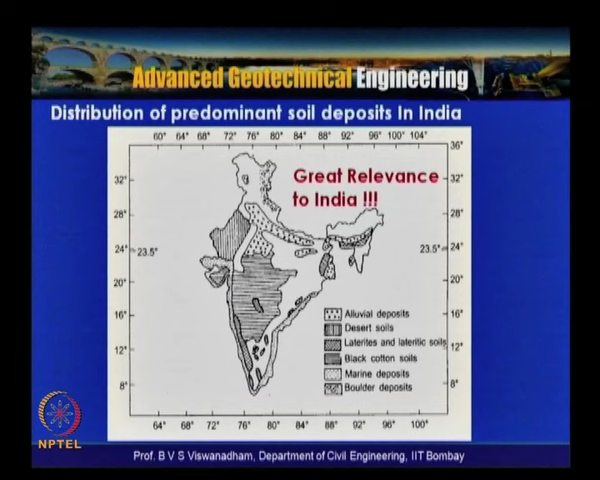 Advanced Geotechnical Engineering
Distribution of predominant soil deposits In India
60° 64° 68° 72° 76° 80° 84° 88° 92° 96° 100° 104°
36°
Great Relevance
to India !!!
32° 32°
28° 28°
23.5° 24° 24° 23.5°
20° 20°
16° 16°
12° 12°
8° 8°
Alluvial deposits
Desert soils
Laterites and lateritic soils
Black cotton soils
Marine deposits
Boulder deposits
64° 68° 72° 76° 80° 84° 88° 92° 96° 100°
NPTEL
Prof. B V S Viswanadham, Department of Civil Engineering, IIT Bombay